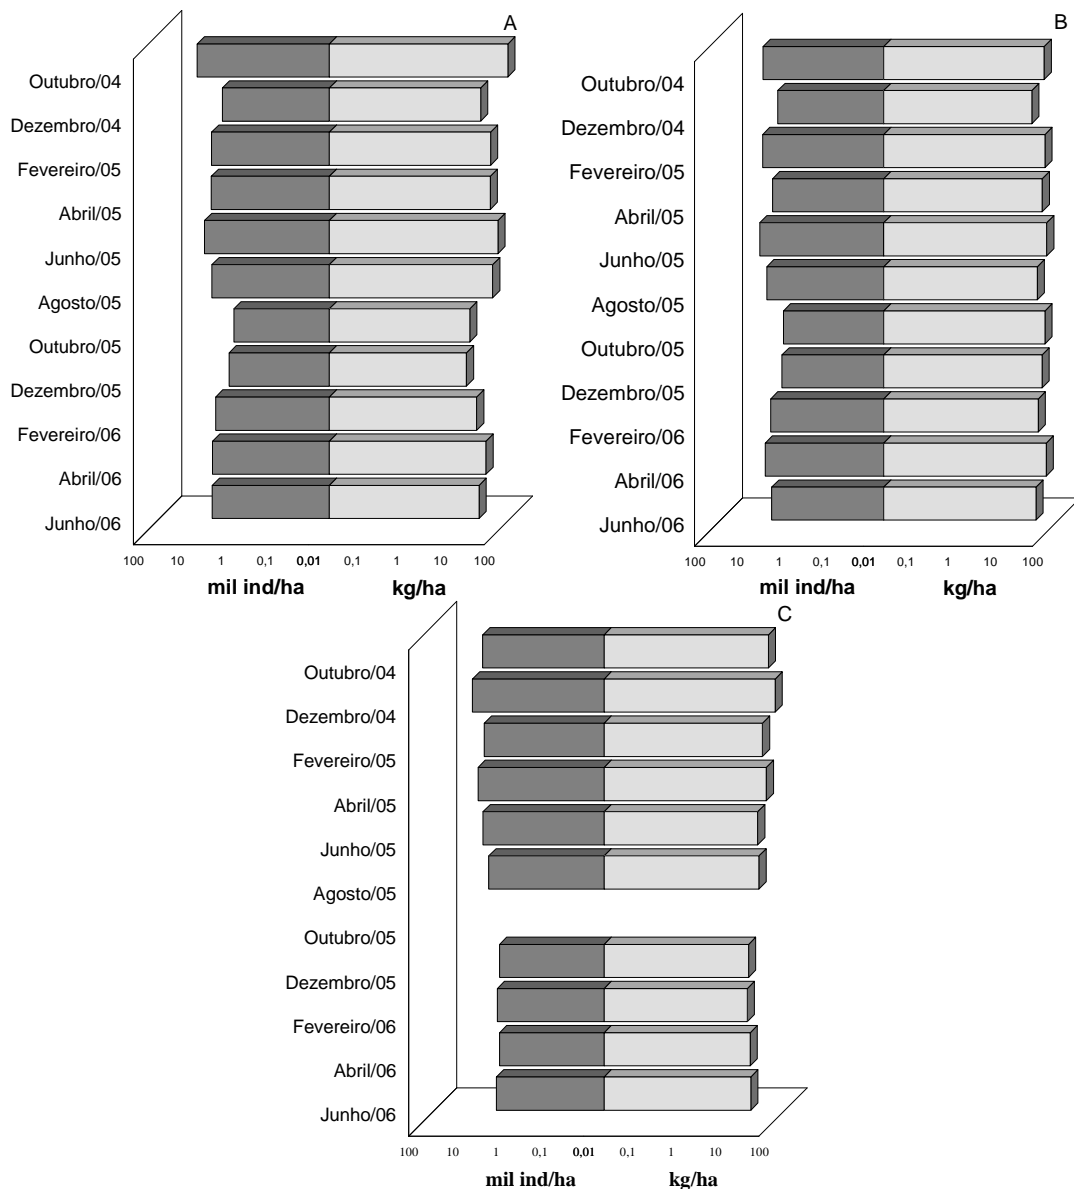 A
Outubro/04
Dezembro/04
Fevereiro/05
Abril/05
Junho/05
Agosto/05
Outubro/05
Dezembro/05
Fevereiro/06
Abril/06
Junho/06
100 10 1 0,1 0,01 0,1 1 10 100
mil ind/ha kg/ha
B
Outubro/04
Dezembro/04
Fevereiro/05
Abril/05
Junho/05
Agosto/05
Outubro/05
Dezembro/05
Fevereiro/06
Abril/06
Junho/06
100 10 1 0,1 0,01 0,1 1 10 100
mil ind/ha kg/ha
C
Outubro/04
Dezembro/04
Fevereiro/05
Abril/05
Junho/05
Agosto/05
Outubro/05
Dezembro/05
Fevereiro/06
Abril/06
Junho/06
100 10 1 0,1 0,01 0,1 1 10 100
mil ind/ha kg/ha